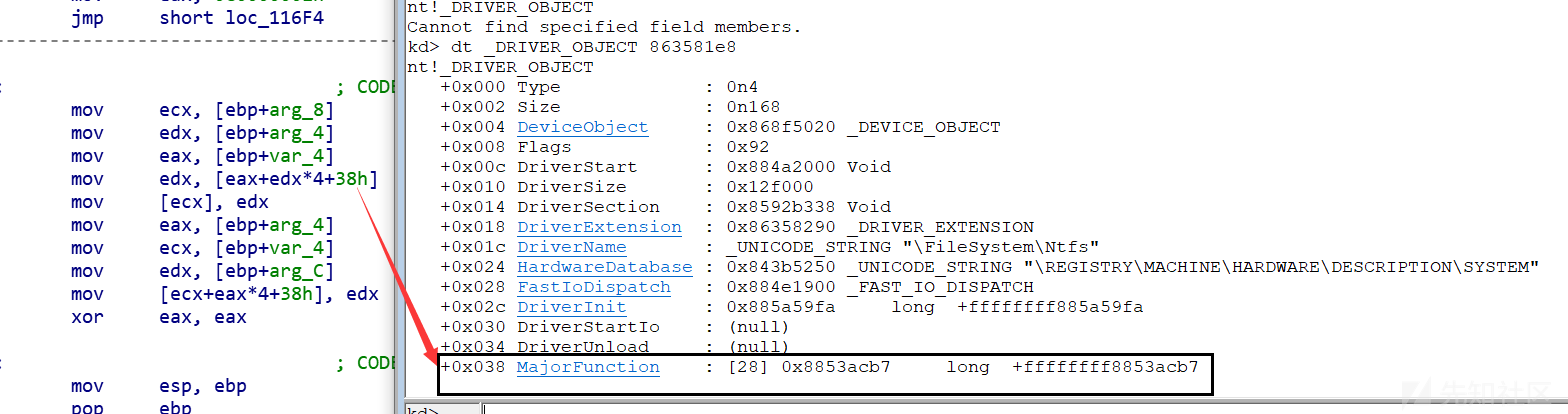 jmp short loc_116F4
; CODE
mov ecx, [ebp+arg_8]
mov edx, [ebp+arg_4]
mov eax, [ebp+var_4]
mov edx, [eax+edx*4+38h]
mov [ecx], edx
mov eax, [ebp+arg_4]
mov ecx, [ebp+var_4]
mov edx, [ebp+arg_C]
mov [ecx+eax*4+38h], edx
xor eax, eax
; CODE
mov esp, ebp
pop ebp
nt!_DRIVER_OBJECT
Cannot find specified field members.
kd> dt _DRIVER_OBJECT 863581e8
nt!_DRIVER_OBJECT
+0x000 Type : 0n4
+0x002 Size : 0n168
+0x004 DeviceObject : 0x868f5020 _DEVICE_OBJECT
+0x008 Flags : 0x92
+0x00c DriverStart : 0x884a2000 Void
+0x010 DriverSize : 0x12f000
+0x014 DriverSection : 0x8592b338 Void
+0x018 DriverExtension : 0x86358290 _DRIVER_EXTENSION
+0x01c DriverName : _UNICODE_STRING "\FileSystem\Ntfs"
+0x024 HardwareDatabase : 0x843b5250 _UNICODE_STRING "\REGISTRY\MACHINE\HARDWARE\DESCRIPTION\SYSTEM"
+0x028 FastIoDispatch : 0x884e1900 _FAST_IO_DISPATCH
+0x02c DriverInit : 0x885a59fa long +ffffffff885a59fa
+0x030 DriverStartIo : (null)
+0x034 DriverUnload : (null)
+0x038 MajorFunction : [28] 0x8853acb7 long +ffffffff8853acb7
kd>
先知社区